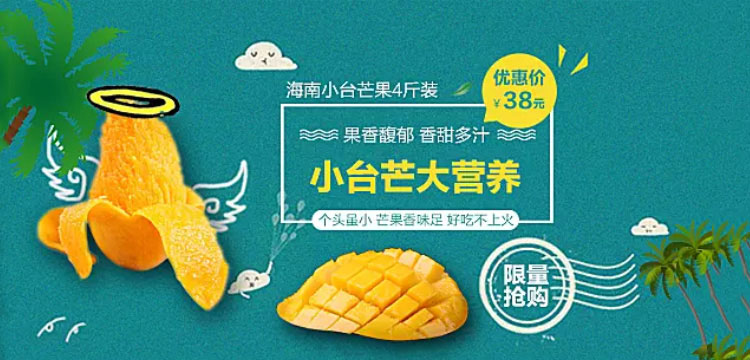 海南小台芒果4斤装
优惠价
¥38元
果香馥郁 香甜多汁
小台芒大营养
个头虽小 芒果香味足 好吃不上火
限量
抢购